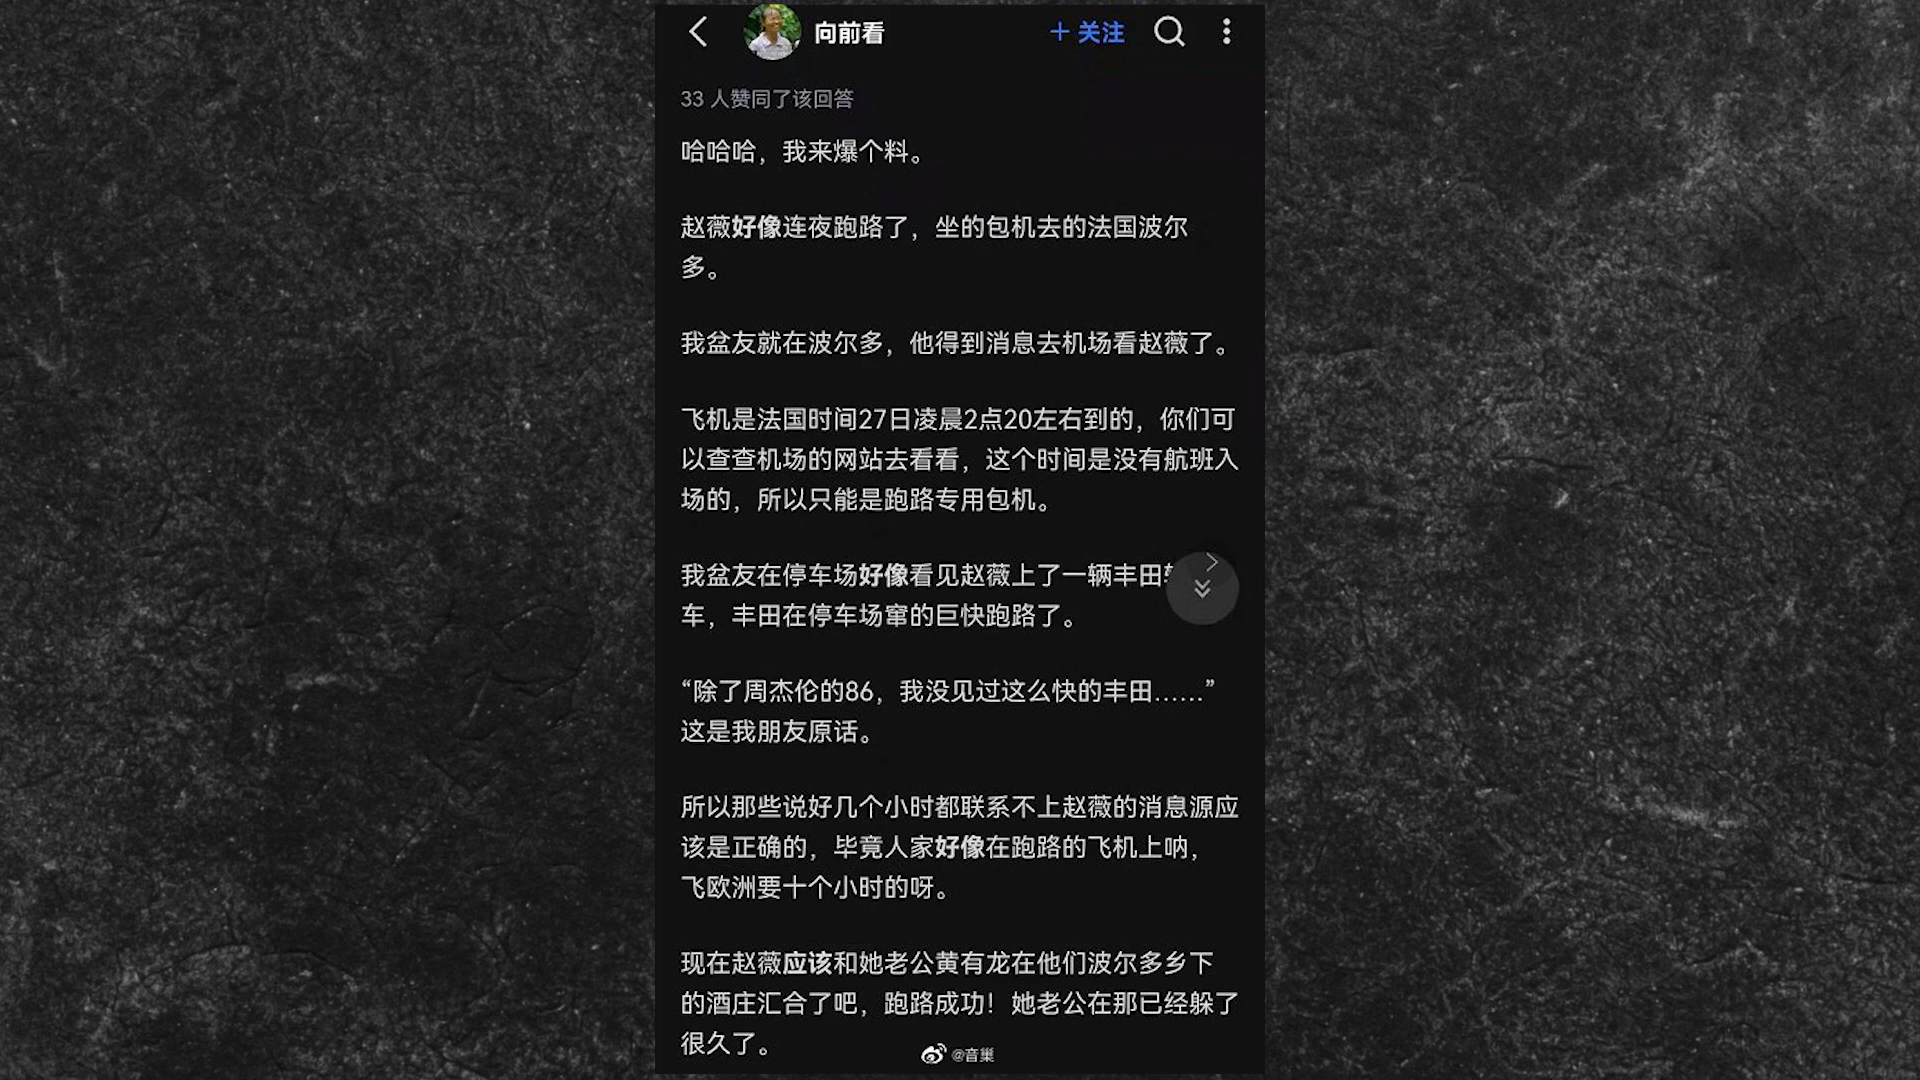 向前看
+ 关注
33 人赞同了该回答
哈哈哈，我来爆个料。
赵薇好像连夜跑路了，坐的包机去的法国波尔
多。
我盆友就在波尔多，他得到消息去机场看赵薇了。
飞机是法国时间27日凌晨2点20左右到的，你们可
以查查机场的网站去看看，这个时间是没有航班入
场的，所以只能是跑路专用包机。
我盆友在停车场好像看见赵薇上了一辆丰田
车，丰田在停车场窜的巨快跑路了。
“除了周杰伦的86，我没见过这么快的丰田……”
这是我朋友原话。
所以那些说好几个小时都联系不上赵薇的消息源应
该是正确的，毕竟人家好像在跑路的飞机上呐，
飞欧洲要十个小时的呀。
现在赵薇应该和她老公黄有龙在他们波尔多乡下
的酒庄汇合了吧，跑路成功！她老公在那已经躲了
很久了。
@音巢